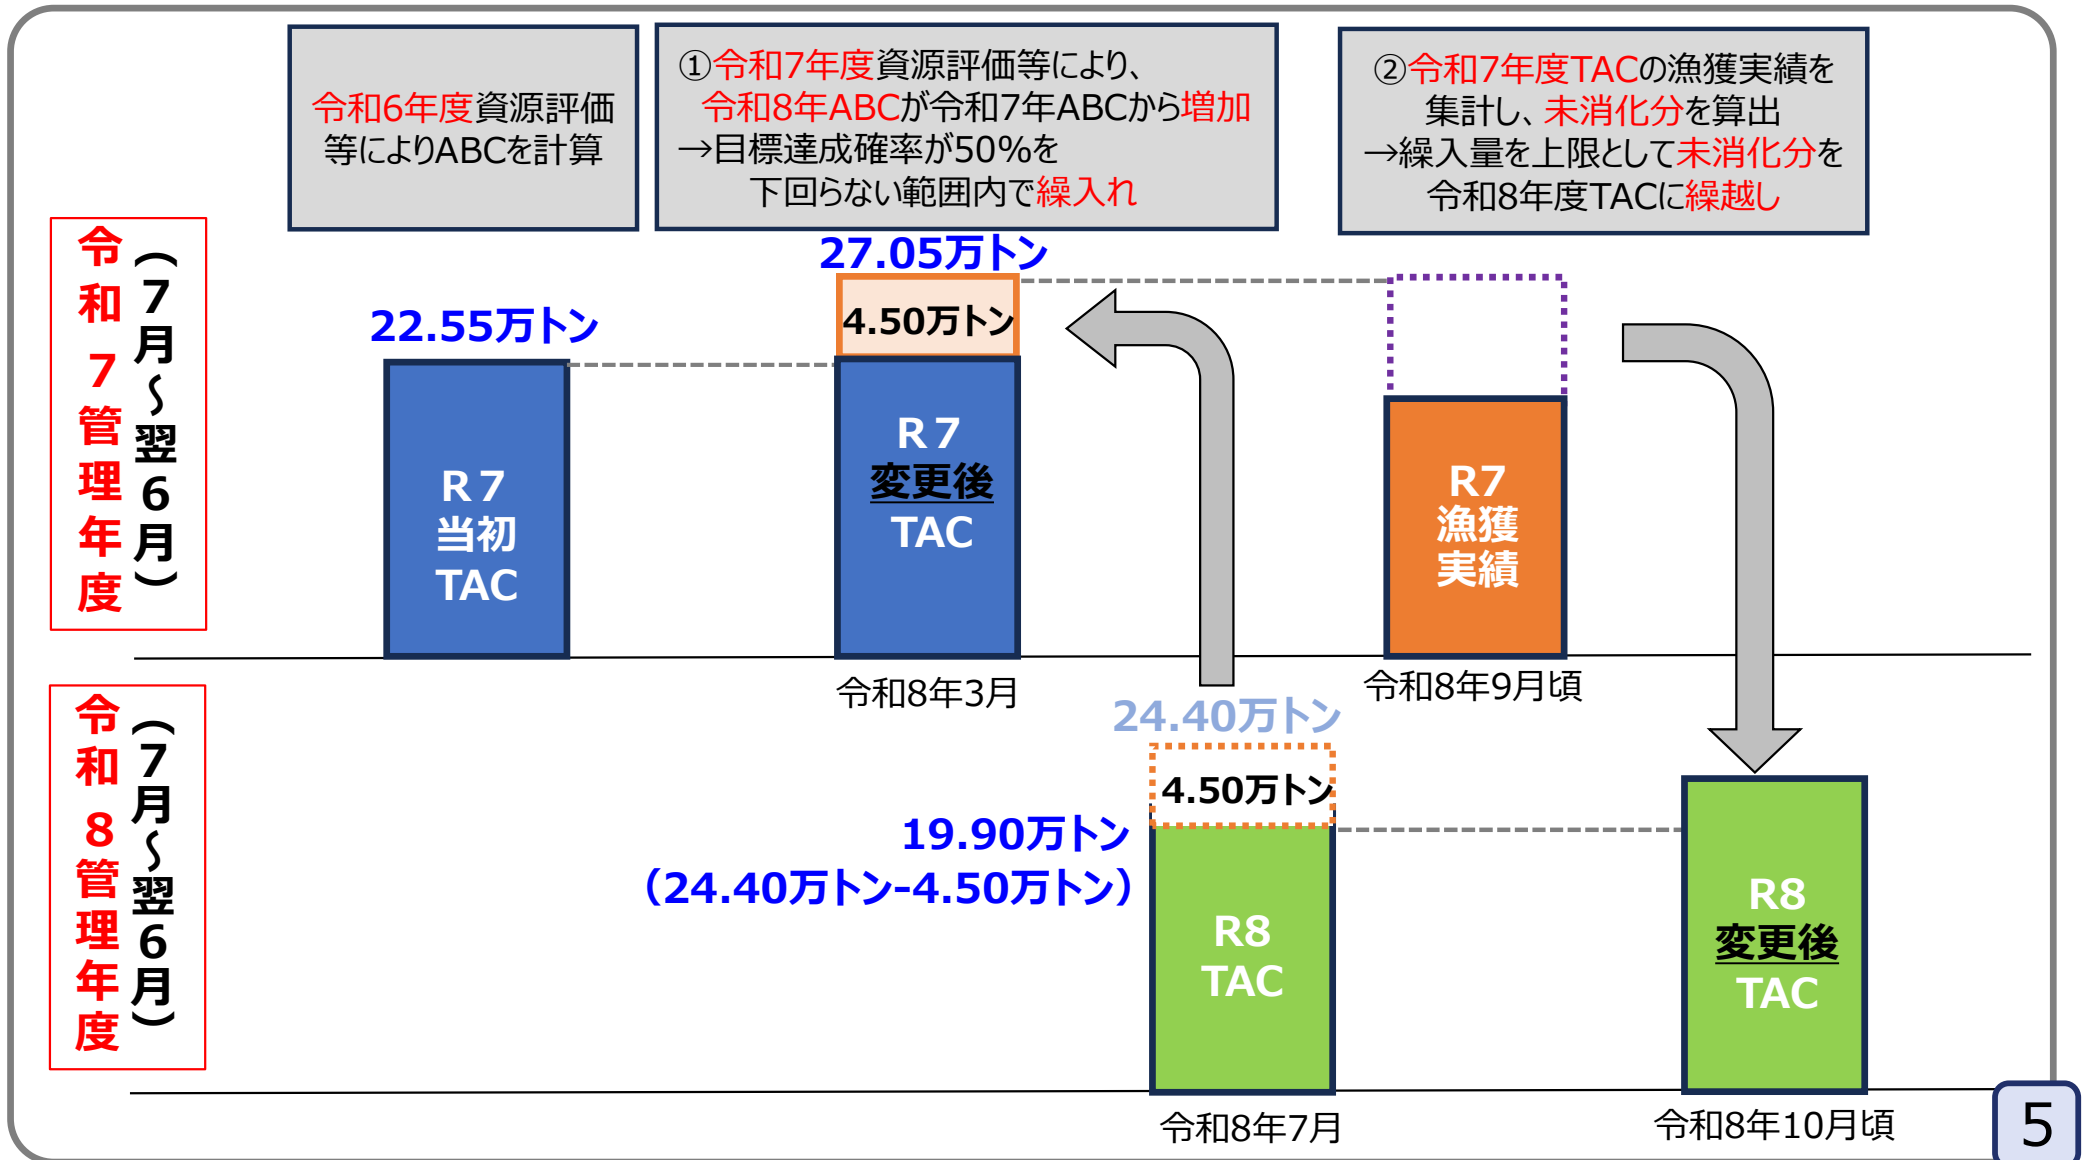 令和6年度資源評価
等によりABCを計算
①令和7年度資源評価等により、
令和8年ABCが令和7年ABCから増加
→目標達成確率が50%を
下回らない範囲内で繰入れ
②令和7年度TACの漁獲実績を
集計し、未消化分を算出
→繰入量を上限として未消化分を
令和8年度TACに繰越し
令和7管理年度
（7月～翌6月）
22.55万トン
R7
当初
TAC
27.05万トン
4.50万トン
R7
変更後
TAC
令和8年3月
R7
漁獲
実績
令和8年9月頃
令和8管理年度
（7月～翌6月）
24.40万トン
4.50万トン
19.90万トン
（24.40万トン-4.50万トン）
R8
TAC
令和8年7月
R8
変更後
TAC
令和8年10月頃
5